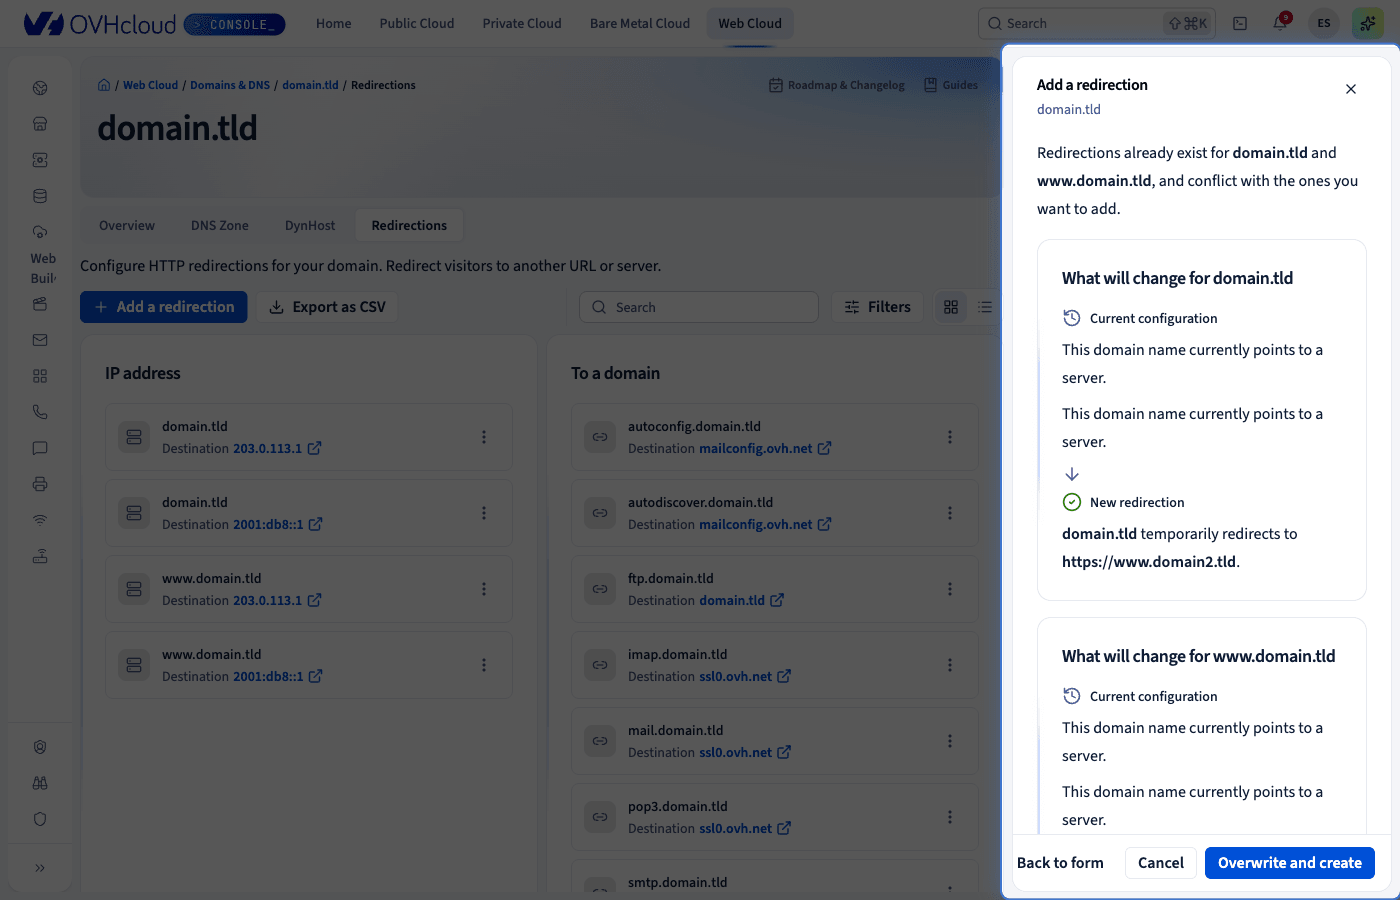 OVHcloud CONSOLE_
Home
Public Cloud
Private Cloud
Bare Metal Cloud
Web Cloud
Search
⇧⌘K
9
ES
/ Web Cloud / Domains & DNS / domain.tld / Redirections
Roadmap & Changelog
Guides
domain.tld
Overview
DNS Zone
DynHost
Redirections
Web
Buil
Configure HTTP redirections for your domain. Redirect visitors to another URL or server.
+ Add a redirection
Export as CSV
Search
Filters
IP address
domain.tld
Destination 203.0.113.1
domain.tld
Destination 2001:db8::1
www.domain.tld
Destination 203.0.113.1
www.domain.tld
Destination 2001:db8::1
To a domain
autoconfig.domain.tld
Destination mailconfig.ovh.net
autodiscover.domain.tld
Destination mailconfig.ovh.net
ftp.domain.tld
Destination domain.tld
imap.domain.tld
Destination ssl0.ovh.net
mail.domain.tld
Destination ssl0.ovh.net
pop3.domain.tld
Destination ssl0.ovh.net
smtp.domain.tld
Add a redirection
domain.tld
Redirections already exist for domain.tld and
www.domain.tld, and conflict with the ones you
want to add.
What will change for domain.tld
Current configuration
This domain name currently points to a
server.
This domain name currently points to a
server.
New redirection
domain.tld temporarily redirects to
https://www.domain2.tld.
What will change for www.domain.tld
Current configuration
This domain name currently points to a
server.
This domain name currently points to a
server.
Back to form
Cancel
Overwrite and create